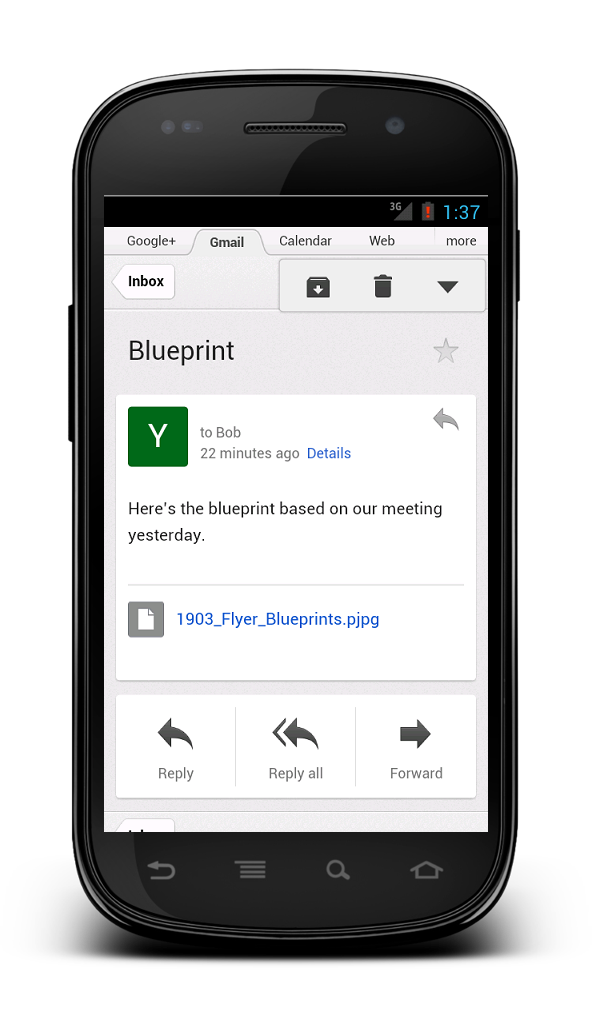 3G 1:37
Google+ Gmail Calendar Web more
Inbox
Blueprint
Y
to Bob
22 minutes ago Details
Here's the blueprint based on our meeting
yesterday.
1903_Flyer_Blueprints.pjpg
Reply Reply all Forward